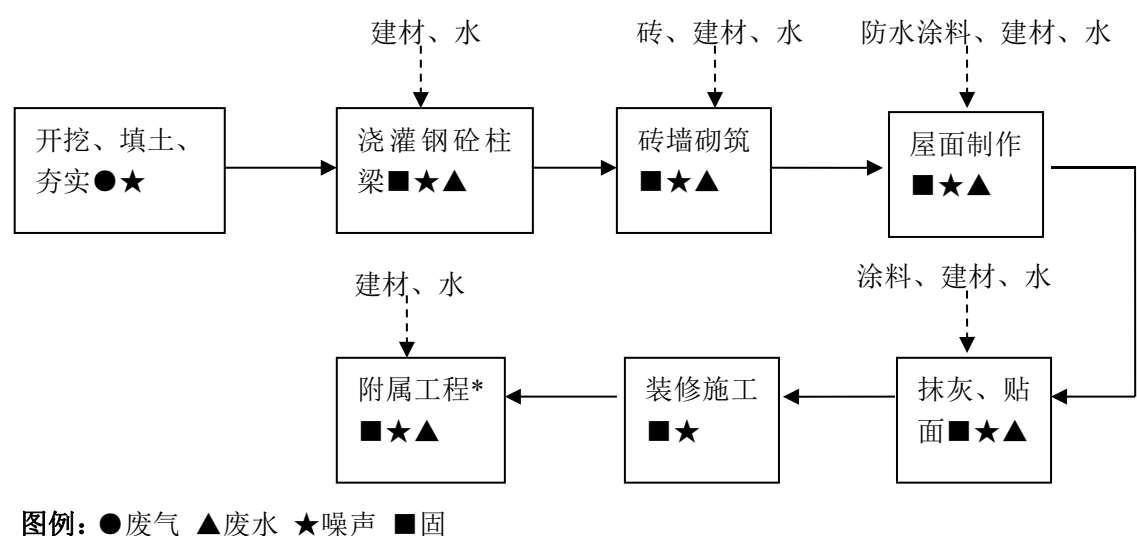 建材、水
砖、建材、水
防水涂料、建材、水
开挖、填土、
夯实●★
浇灌钢砼柱
梁■★▲
砖墙砌筑
■★▲
屋面制作
■★▲
建材、水
涂料、建材、水
附属工程*
■★▲
装修施工
■★
抹灰、贴
面■★▲
图例：●废气 ▲废水 ★噪声 ■固